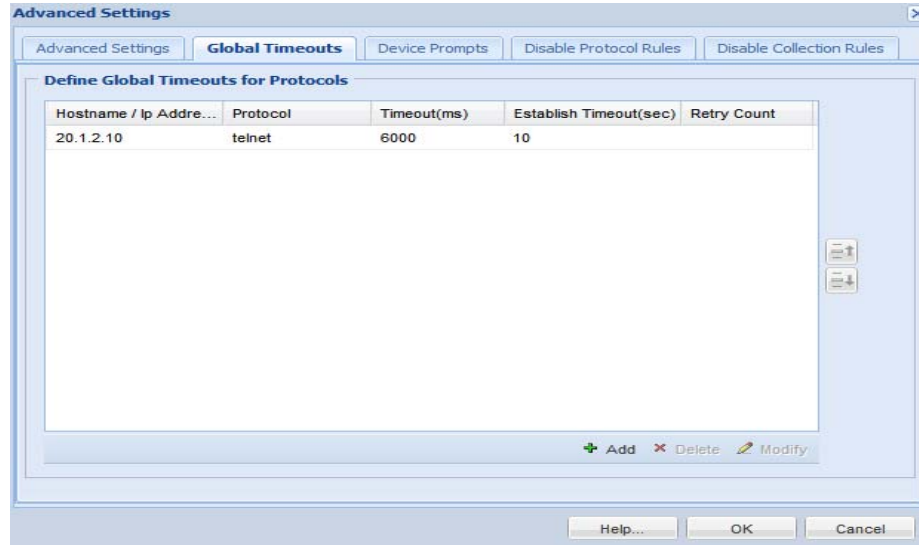 Advanced Settings
Advanced Settings Global Timeouts Device Prompts Disable Protocol Rules Disable Collection Rules
Define Global Timeouts for Protocols
Hostname / Ip Addre... Protocol Timeout(ms) Establish Timeout(sec) Retry Count
20.1.2.10 telnet 6000 10
Add Delete Modify
Help... OK Cancel